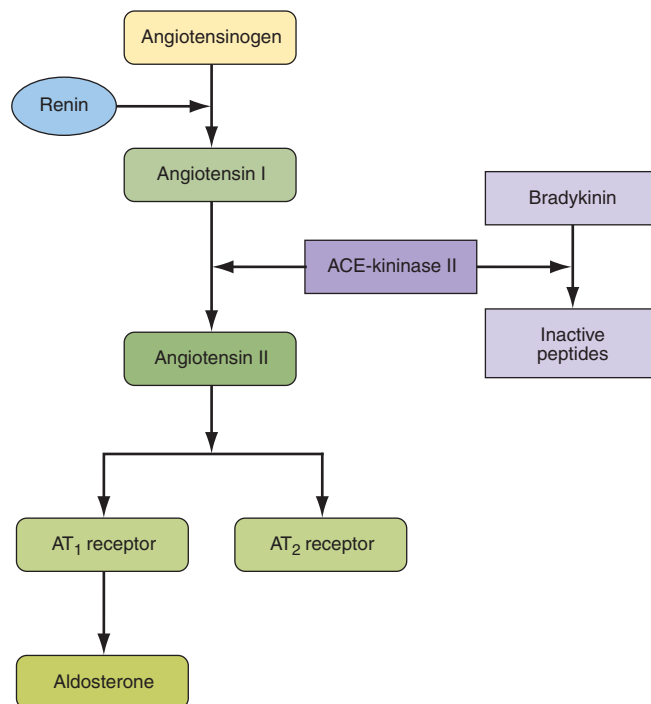 Angiotensinogen
Renin
Angiotensin I
Bradykinin
ACE-kininase II
Inactive
peptides
Angiotensin II
AT₁ receptor
AT₂ receptor
Aldosterone